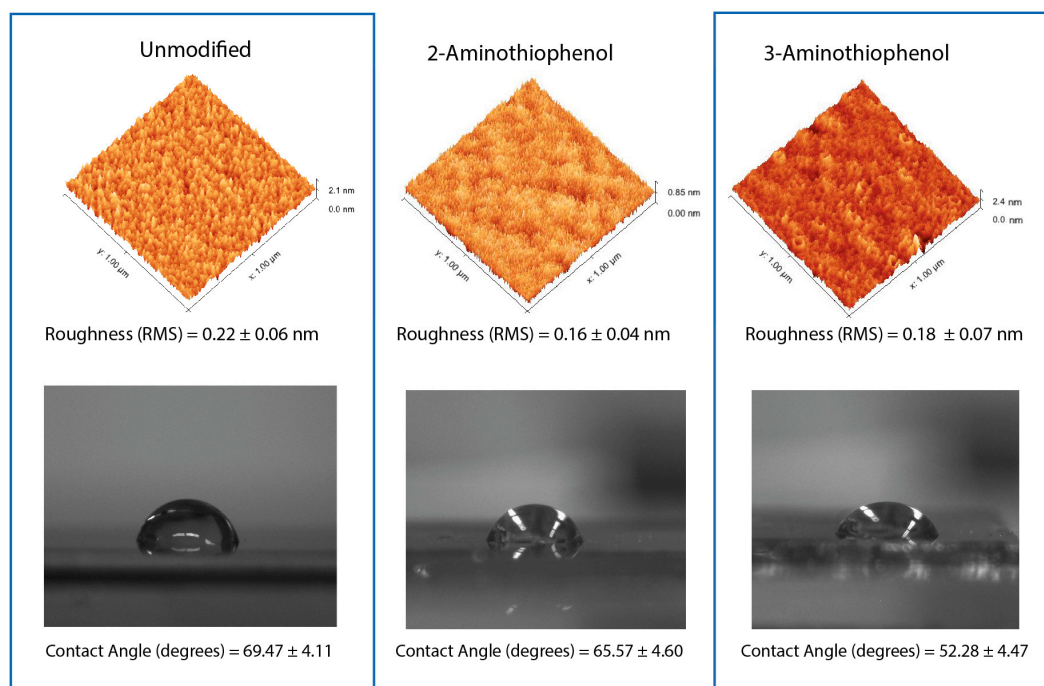 Unmodified
2.1 nm
0.0 nm
y: 1.00 µm
x: 1.00 µm
Roughness (RMS) = 0.22 ± 0.06 nm
Contact Angle (degrees) = 69.47 ± 4.11
2-Aminothiophenol
0.85 nm
0.00 nm
y: 1.00 µm
x: 1.00 µm
Roughness (RMS) = 0.16 ± 0.04 nm
Contact Angle (degrees) = 65.57 ± 4.60
3-Aminothiophenol
2.4 nm
0.0 nm
y: 1.00 µm
x: 1.00 µm
Roughness (RMS) = 0.18 ± 0.07 nm
Contact Angle (degrees) = 52.28 ± 4.47